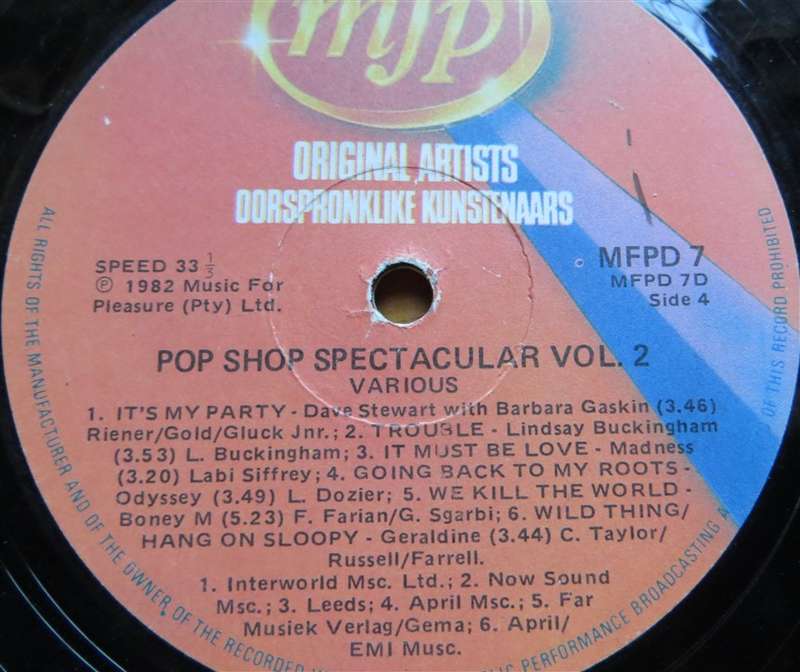 mfp
ORIGINAL ARTISTS
OORSPRONKLIKE KUNSTENAARS
SPEED 33 1/3
℗ 1982 Music For
Pleasure (Pty) Ltd.
MFPD 7
MFPD 7D
Side 4
POP SHOP SPECTACULAR VOL. 2
VARIOUS
1. IT'S MY PARTY - Dave Stewart with Barbara Gaskin (3.46)
Riener/Gold/Gluck Jnr.; 2. TROUBLE - Lindsay Buckingham
(3.53) L. Buckingham; 3. IT MUST BE LOVE - Madness
(3.20) Labi Siffrey; 4. GOING BACK TO MY ROOTS -
Odyssey (3.49) L. Dozier; 5. WE KILL THE WORLD -
Boney M (5.23) F. Farian/G. Sgarbi; 6. WILD THING/
HANG ON SLOOPY - Geraldine (3.44) C. Taylor/
Russell/Farrell.
1. Interworld Msc. Ltd.; 2. Now Sound
Msc.; 3. Leeds; 4. April Msc.; 5. Far
Musiek Verlag/Gema; 6. April/
EMI Musc.
ALL RIGHTS OF THE MANUFACTURER AND OF THE OWNER OF THE RECORDED
PUBLIC PERFORMANCE BROADCASTING
OF THIS RECORD PROHIBITED